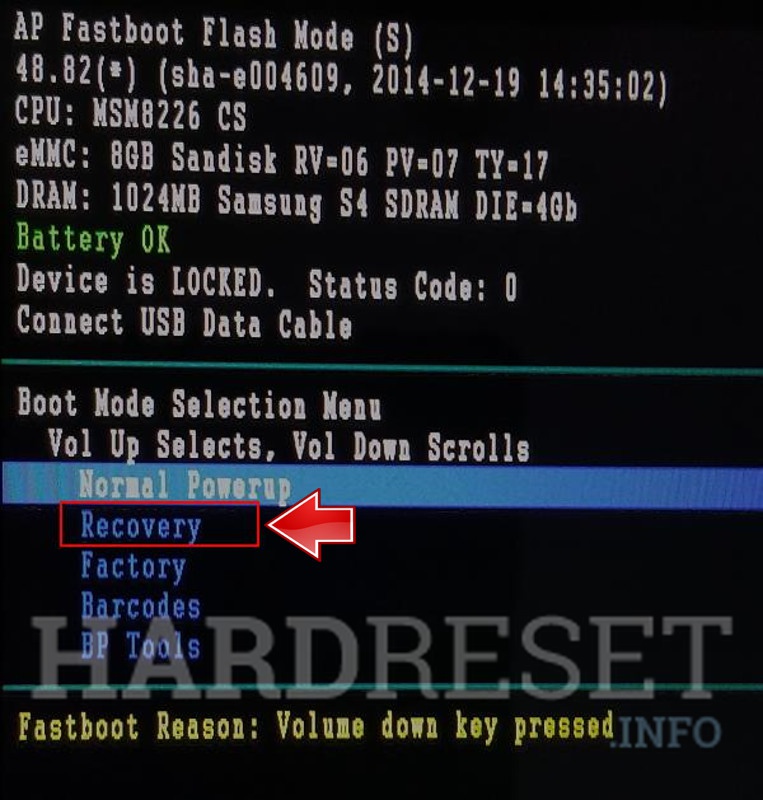 AP Fastboot Flash Mode (S)
48.82(*) (sha-e004609, 2014-12-19 14:35:02)
CPU: MSM8226 CS
eMMC: 8GB Sandisk RV=06 PV=07 TY=17
DRAM: 1024MB Samsung S4 SDRAM DIE=4Gb
Battery OK
Device is LOCKED. Status Code: 0
Connect USB Data Cable
Boot Mode Selection Menu
Vol Up Selects, Vol Down Scrolls
Normal Powerup
Recovery
Factory
Barcodes
BP Tools
HARDRESET
.INFO
Fastboot Reason: Volume down key pressed